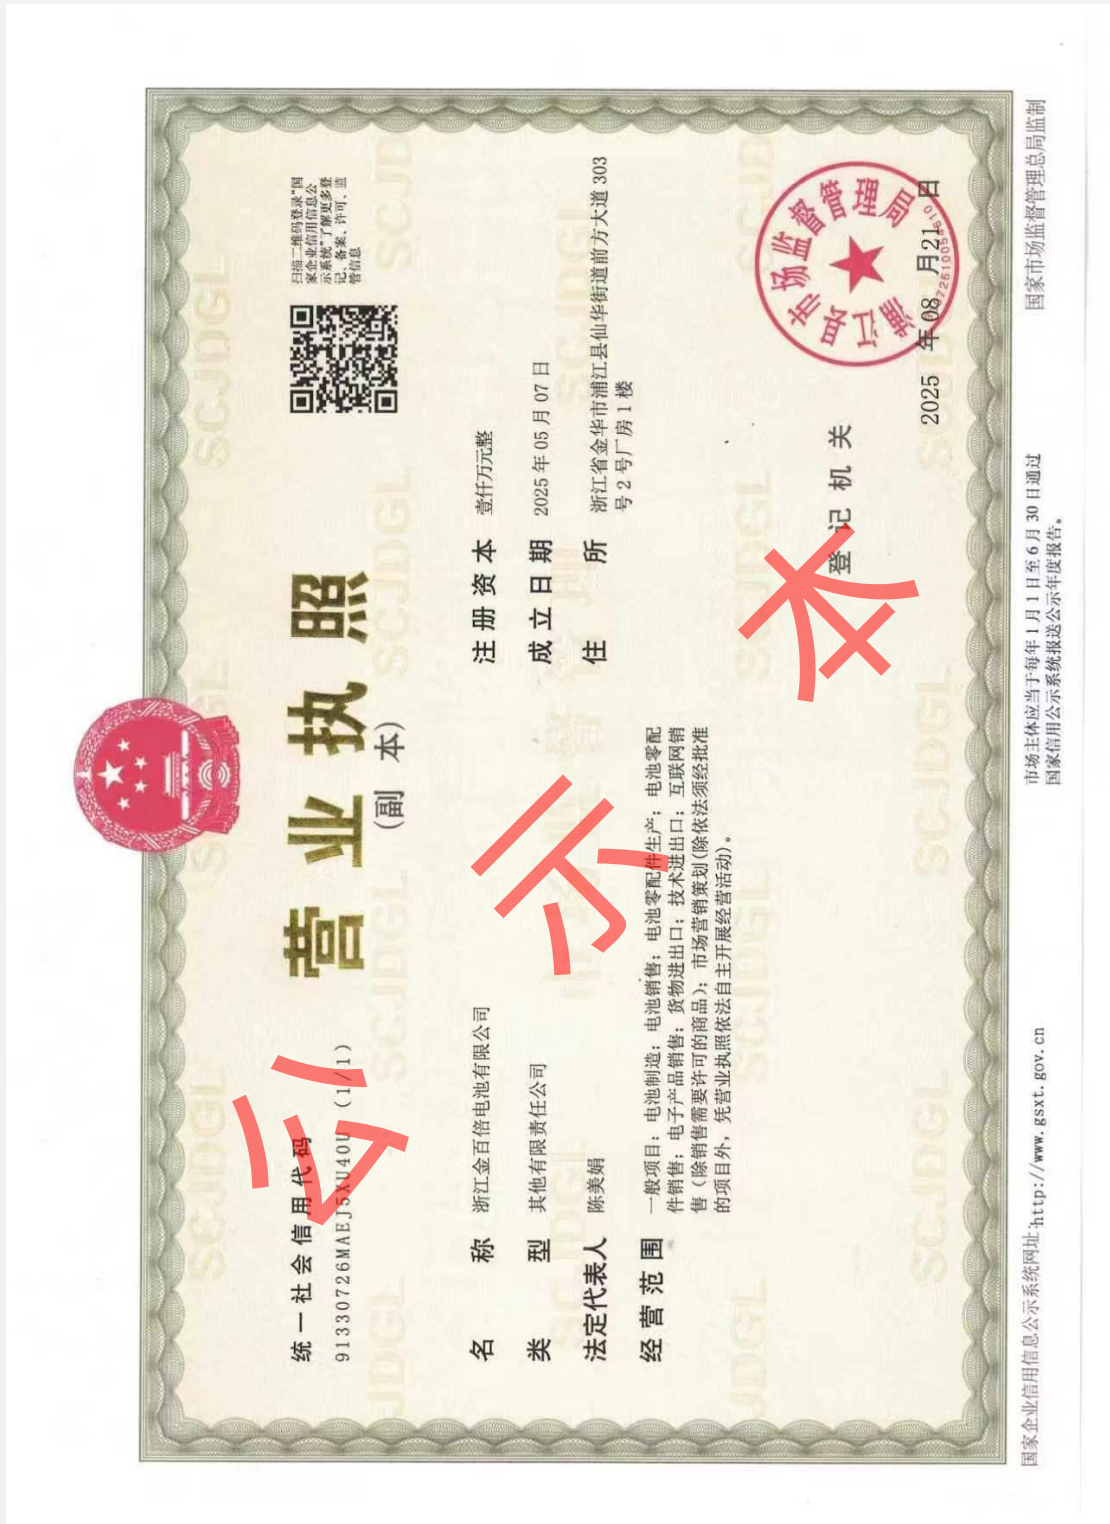 营业执照
(副 本)
统一社会信用代码
91330726MAEJ5XU40U (1/1)
扫描二维码登录“国
家企业信用信息公
示系统”了解更多登
记、备案、许可、监
管信息
名 称 浙江金百倍电池有限公司
类 型 其他有限责任公司
法定代表人 陈美娟
经营范围 一般项目：电池制造；电池销售；电池零配件生产；电池零配
件销售；电子产品销售；货物进出口；技术进出口；互联网销
售（除销售需要许可的商品）；市场营销策划(除依法须经批准
的项目外，凭营业执照依法自主开展经营活动)。
注册资本 壹仟万元整
成立日期 2025年05月07日
住 所 浙江省金华市浦江县仙华街道前方大道303
号2号厂房1楼
登记机关
浦江县市场监督管理局
2025 年08 月21 日
公示本
国家企业信用信息公示系统网址:http://www.gsxt.gov.cn
市场主体应当于每年1月1日至6月30日通过
国家信用公示系统报送公示年度报告。
国家市场监督管理总局监制
SCJDGL